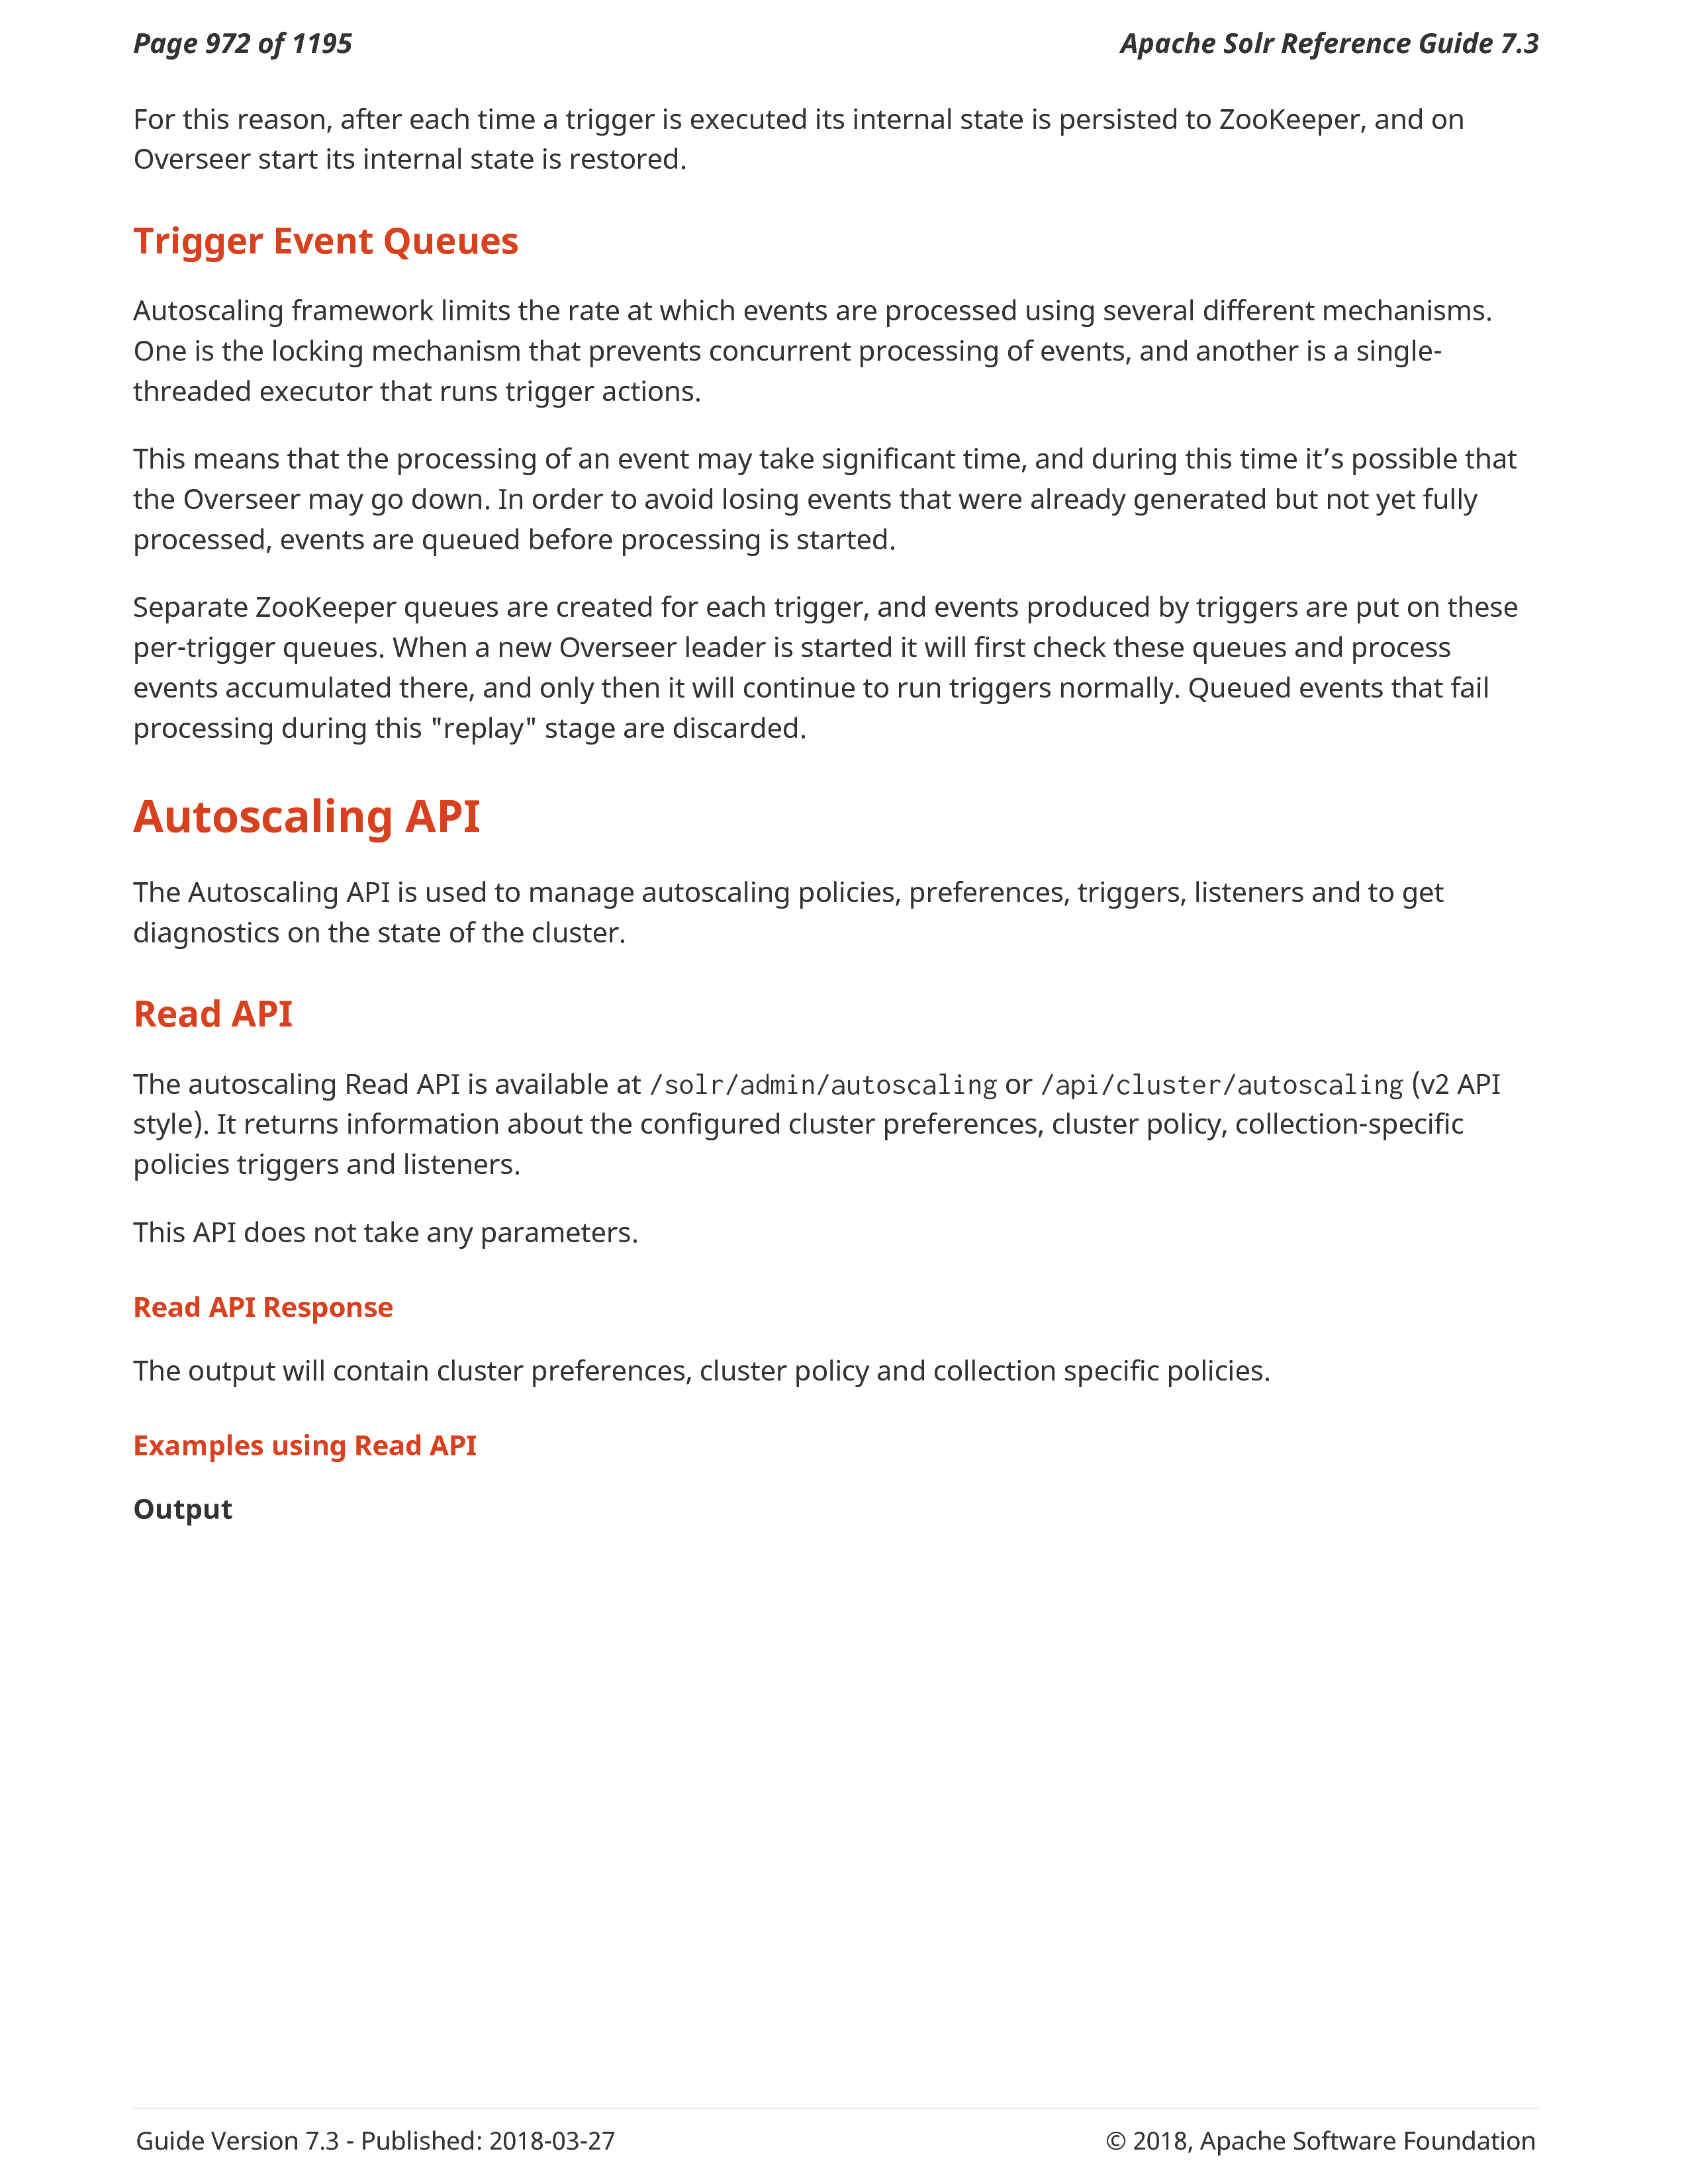 Page 972 of 1195
Apache Solr Reference Guide 7.3
For this reason, after each time a trigger is executed its internal state is persisted to ZooKeeper, and on
Overseer start its internal state is restored.
Trigger Event Queues
Autoscaling framework limits the rate at which events are processed using several different mechanisms.
One is the locking mechanism that prevents concurrent processing of events, and another is a single-
threaded executor that runs trigger actions.
This means that the processing of an event may take significant time, and during this time it’s possible that
the Overseer may go down. In order to avoid losing events that were already generated but not yet fully
processed, events are queued before processing is started.
Separate ZooKeeper queues are created for each trigger, and events produced by triggers are put on these
per-trigger queues. When a new Overseer leader is started it will first check these queues and process
events accumulated there, and only then it will continue to run triggers normally. Queued events that fail
processing during this "replay" stage are discarded.
Autoscaling API
The Autoscaling API is used to manage autoscaling policies, preferences, triggers, listeners and to get
diagnostics on the state of the cluster.
Read API
The autoscaling Read API is available at /solr/admin/autoscaling or /api/cluster/autoscaling (v2 API
style). It returns information about the configured cluster preferences, cluster policy, collection-specific
policies triggers and listeners.
This API does not take any parameters.
Read API Response
The output will contain cluster preferences, cluster policy and collection specific policies.
Examples using Read API
Output
Guide Version 7.3 - Published: 2018-03-27
© 2018, Apache Software Foundation